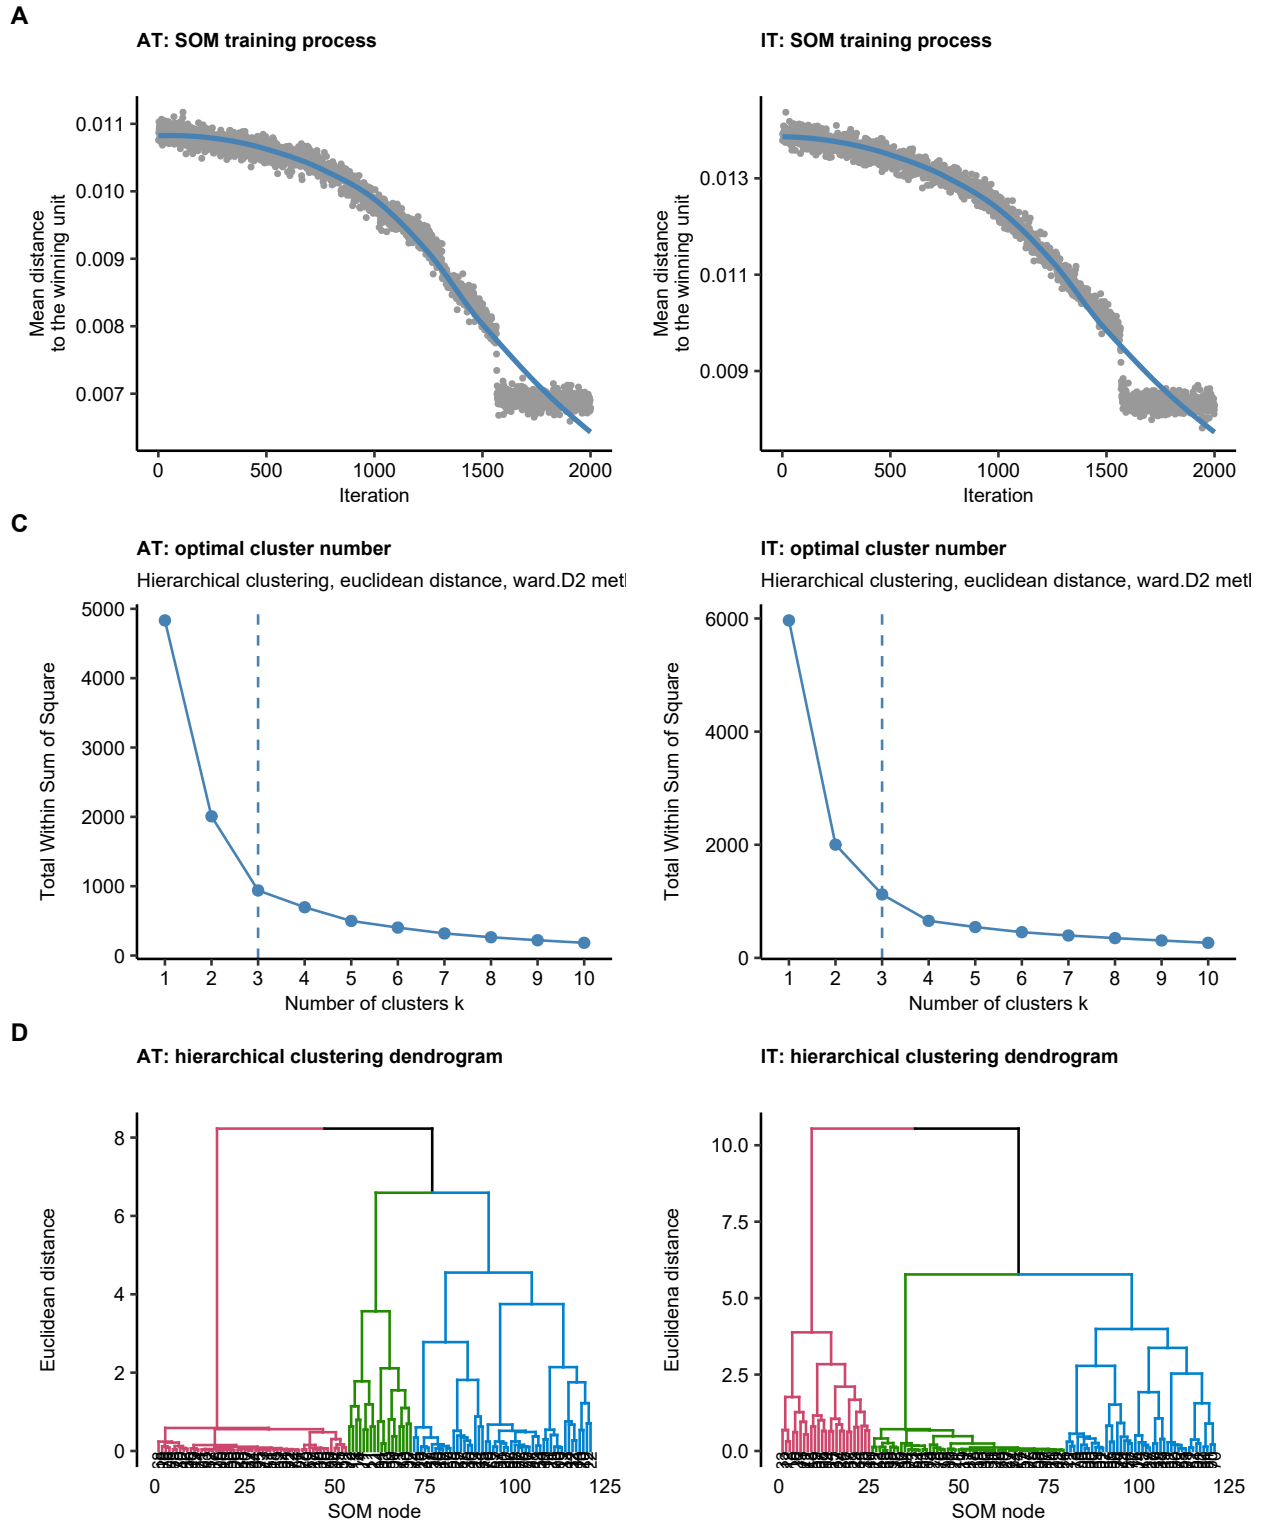 A
AT: SOM training process
IT: SOM training process
Mean distance
to the winning unit
0.011
0.010
0.009
0.008
0.007
0
500
1000
1500
2000
Iteration
Mean distance
to the winning unit
0.013
0.011
0.009
0
500
1000
1500
2000
Iteration
C
AT: optimal cluster number
Hierarchical clustering, euclidean distance, ward.D2
IT: optimal cluster number
Hierarchical clustering, euclidean distance, ward.D2
Total Within Sum of Square
5000
4000
3000
2000
1000
0
1 2 3 4 5 6 7 8 9 10
Number of clusters k
Total Within Sum of Square
6000
4000
2000
0
1 2 3 4 5 6 7 8 9 10
Number of clusters k
D
AT: hierarchical clustering dendrogram
IT: hierarchical clustering dendrogram
Euclidean distance
8
6
4
2
0
0 25 50 75 100 125
SOM node
Euclidena distance
10.0
7.5
5.0
2.5
0.0
0 25 50 75 100 125
SOM node